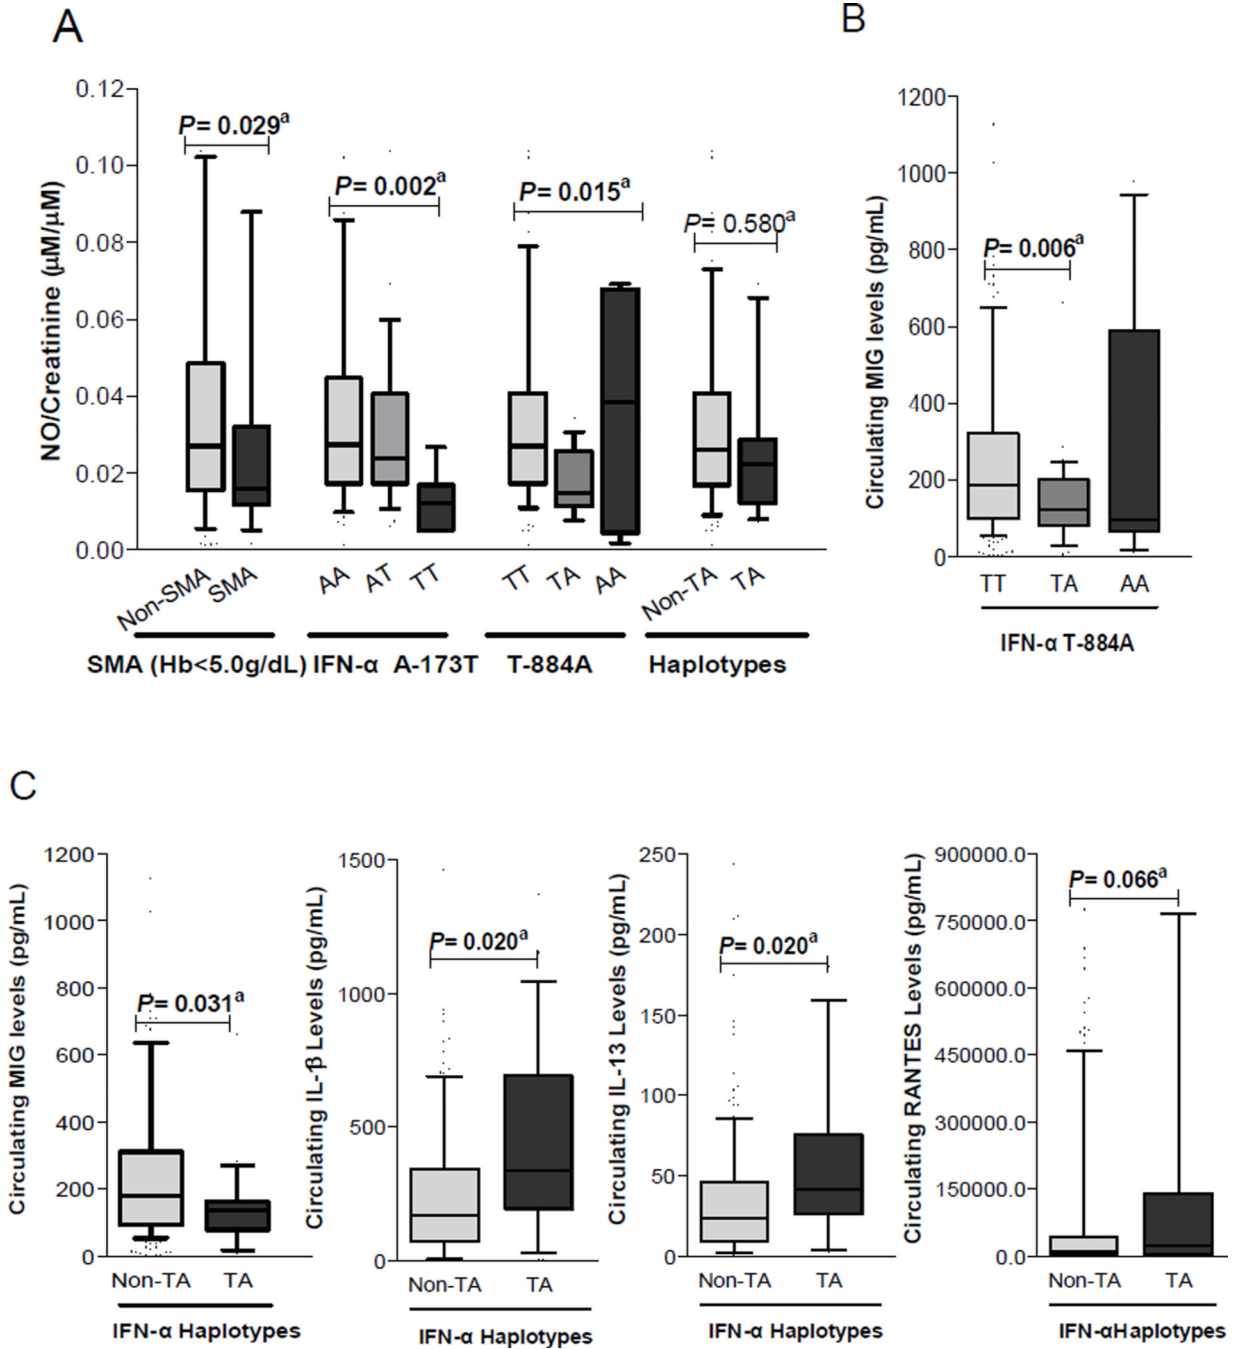 A
NO/Creatinine (μM/μM)
0.12
0.10
0.08
0.06
0.04
0.02
0.00
P= 0.029a
P= 0.002a
P= 0.015a
P= 0.580a
Non-SMA SMA AA AT TT TT TA AA Non-TA TA
SMA (Hb<5.0g/dL) IFN-α A-173T T-884A Haplotypes
B
Circulating MIG levels (pg/mL)
1200
1000
800
600
400
200
0
P= 0.006a
TT TA AA
IFN-α T-884A
C
Circulating MIG levels (pg/mL)
1200
1000
800
600
400
200
0
P= 0.031a
Non-TA TA
IFN-α Haplotypes
Circulating IL-1β Levels (pg/mL)
1500
1000
500
0
P= 0.020a
Non-TA TA
IFN-α Haplotypes
Circulating IL-13 Levels (pg/mL)
250
200
150
100
50
0
P= 0.020a
Non-TA TA
IFN-α Haplotypes
Circulating RANTES Levels (pg/mL)
900000.0
750000.0
600000.0
450000.0
300000.0
150000.0
0.0
P= 0.066a
Non-TA TA
IFN-αHaplotypes